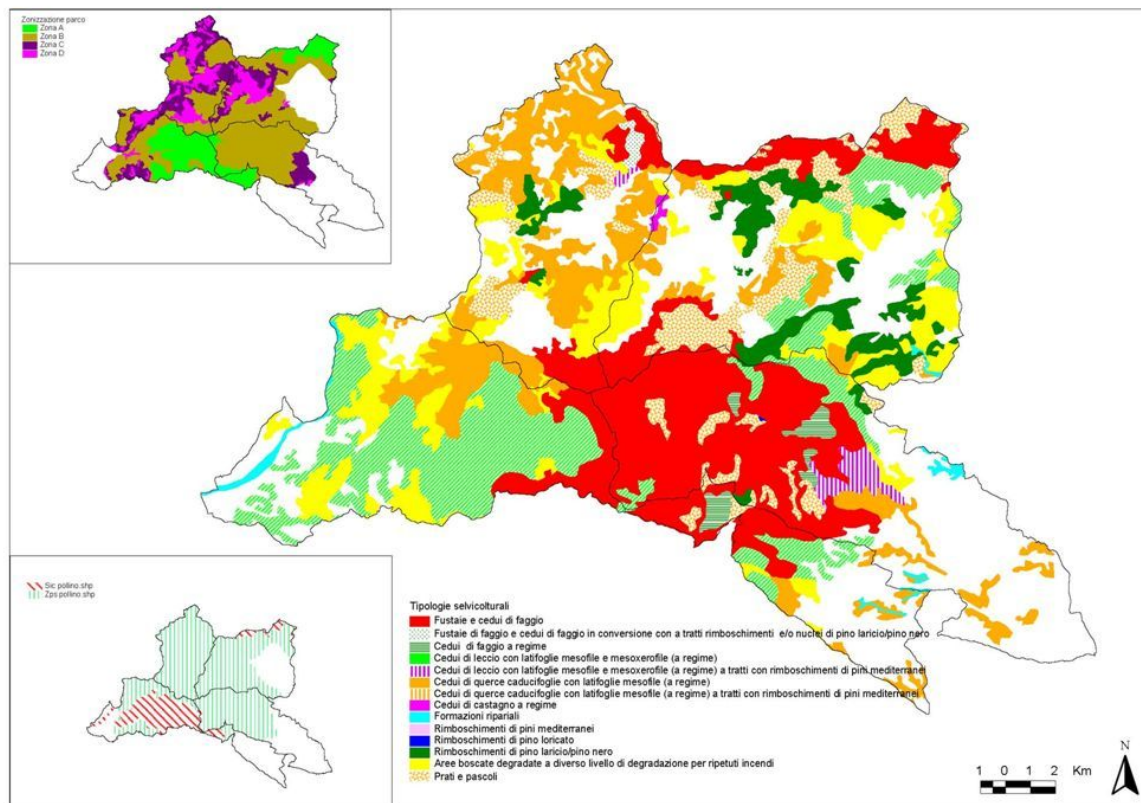 Zonizzazione parco
Zona A
Zona B
Zona C
Zona D
Sic pollino.shp
Zps pollino.shp
Tipologie selvicolturali
Fustaie e cedui di faggio
Fustaie di faggio e cedui di faggio in conversione con a tratti rimboschimenti e/o nuclei di pino laricio/pino nero
Cedui di faggio a regime
Cedui di leccio con latifoglie mesofile e mesoxerofile (a regime)
Cedui di leccio con latifoglie mesofile e mesoxerofile (a regime) a tratti con rimboschimenti di pini mediterranei
Cedui di querce caducifoglie con latifoglie mesofile (a regime)
Cedui di querce caducifoglie con latifoglie mesofile (a regime) a tratti con rimboschimenti di pini mediterranei
Cedui di castagno a regime
Formazioni ripariali
Rimboschimenti di pini mediterranei
Rimboschimenti di pino loricato
Rimboschimenti di pino laricio/pino nero
Aree boscate degradate a diverso livello di degradazione per ripetuti incendi
Prati e pascoli
1 0 1 2 Km
N